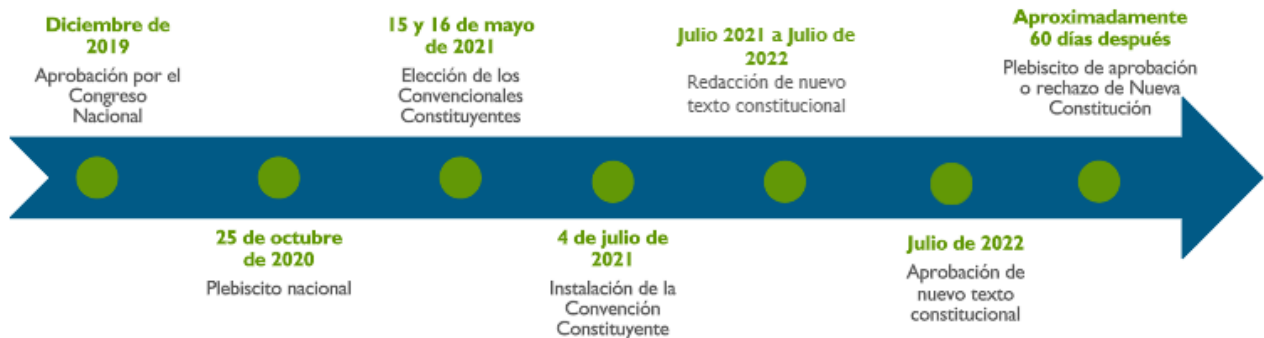 Diciembre de
2019
Aprobación por el
Congreso
Nacional
25 de octubre
de 2020
Plebiscito nacional
15 y 16 de mayo
de 2021
Elección de los
Convencionales
Constituyentes
4 de julio de
2021
Instalación de la
Convención
Constituyente
Julio 2021 a Julio de
2022
Redacción de nuevo
texto constitucional
Julio de 2022
Aprobación de
nuevo texto
constitucional
Aproximadamente
60 días después
Plebiscito de aprobación
o rechazo de Nueva
Constitución